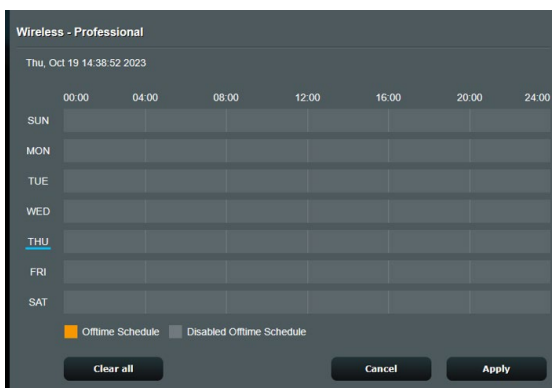 Wireless - Professional
Thu, Oct 19 14:38:52 2023
00:00 04:00 08:00 12:00 16:00 20:00 24:00
SUN
MON
TUE
WED
THU
FRI
SAT
Offtime Schedule Disabled Offtime Schedule
Clear all Cancel Apply